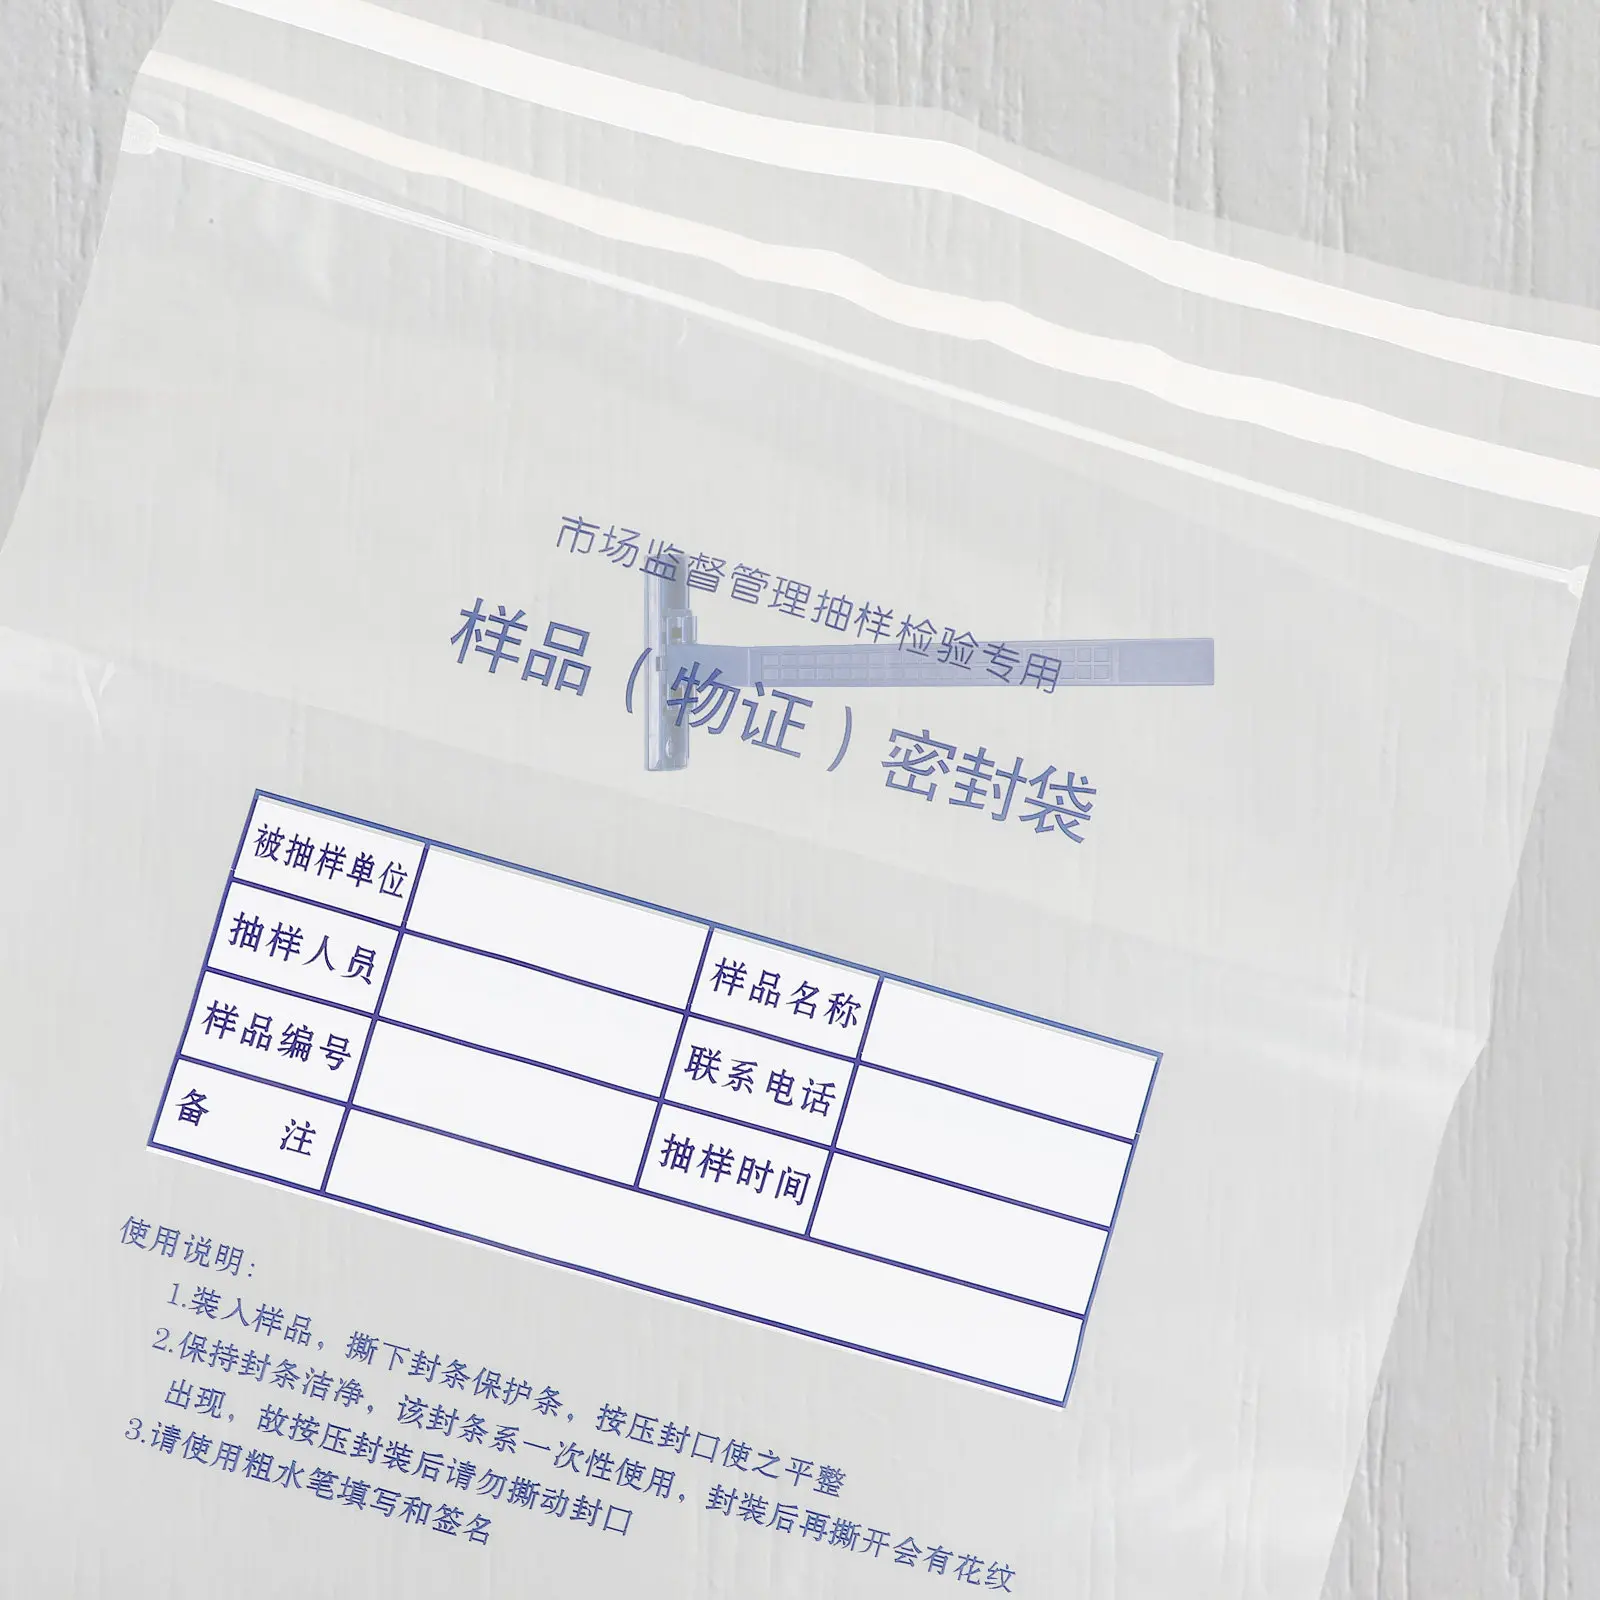 市场监督管理抽样检验专用
样品（物证）密封袋
被抽样单位
样品名称
抽样人员
联系电话
样品编号
抽样时间
备 注
使用说明：
1.装入样品，撕下封条保护条，按压封口使之平整
2.保持封条洁净，该封条系一次性使用，封装后再撕开会有花纹
出现，故按压封装后请勿撕动封口
3.请使用粗水笔填写和签名